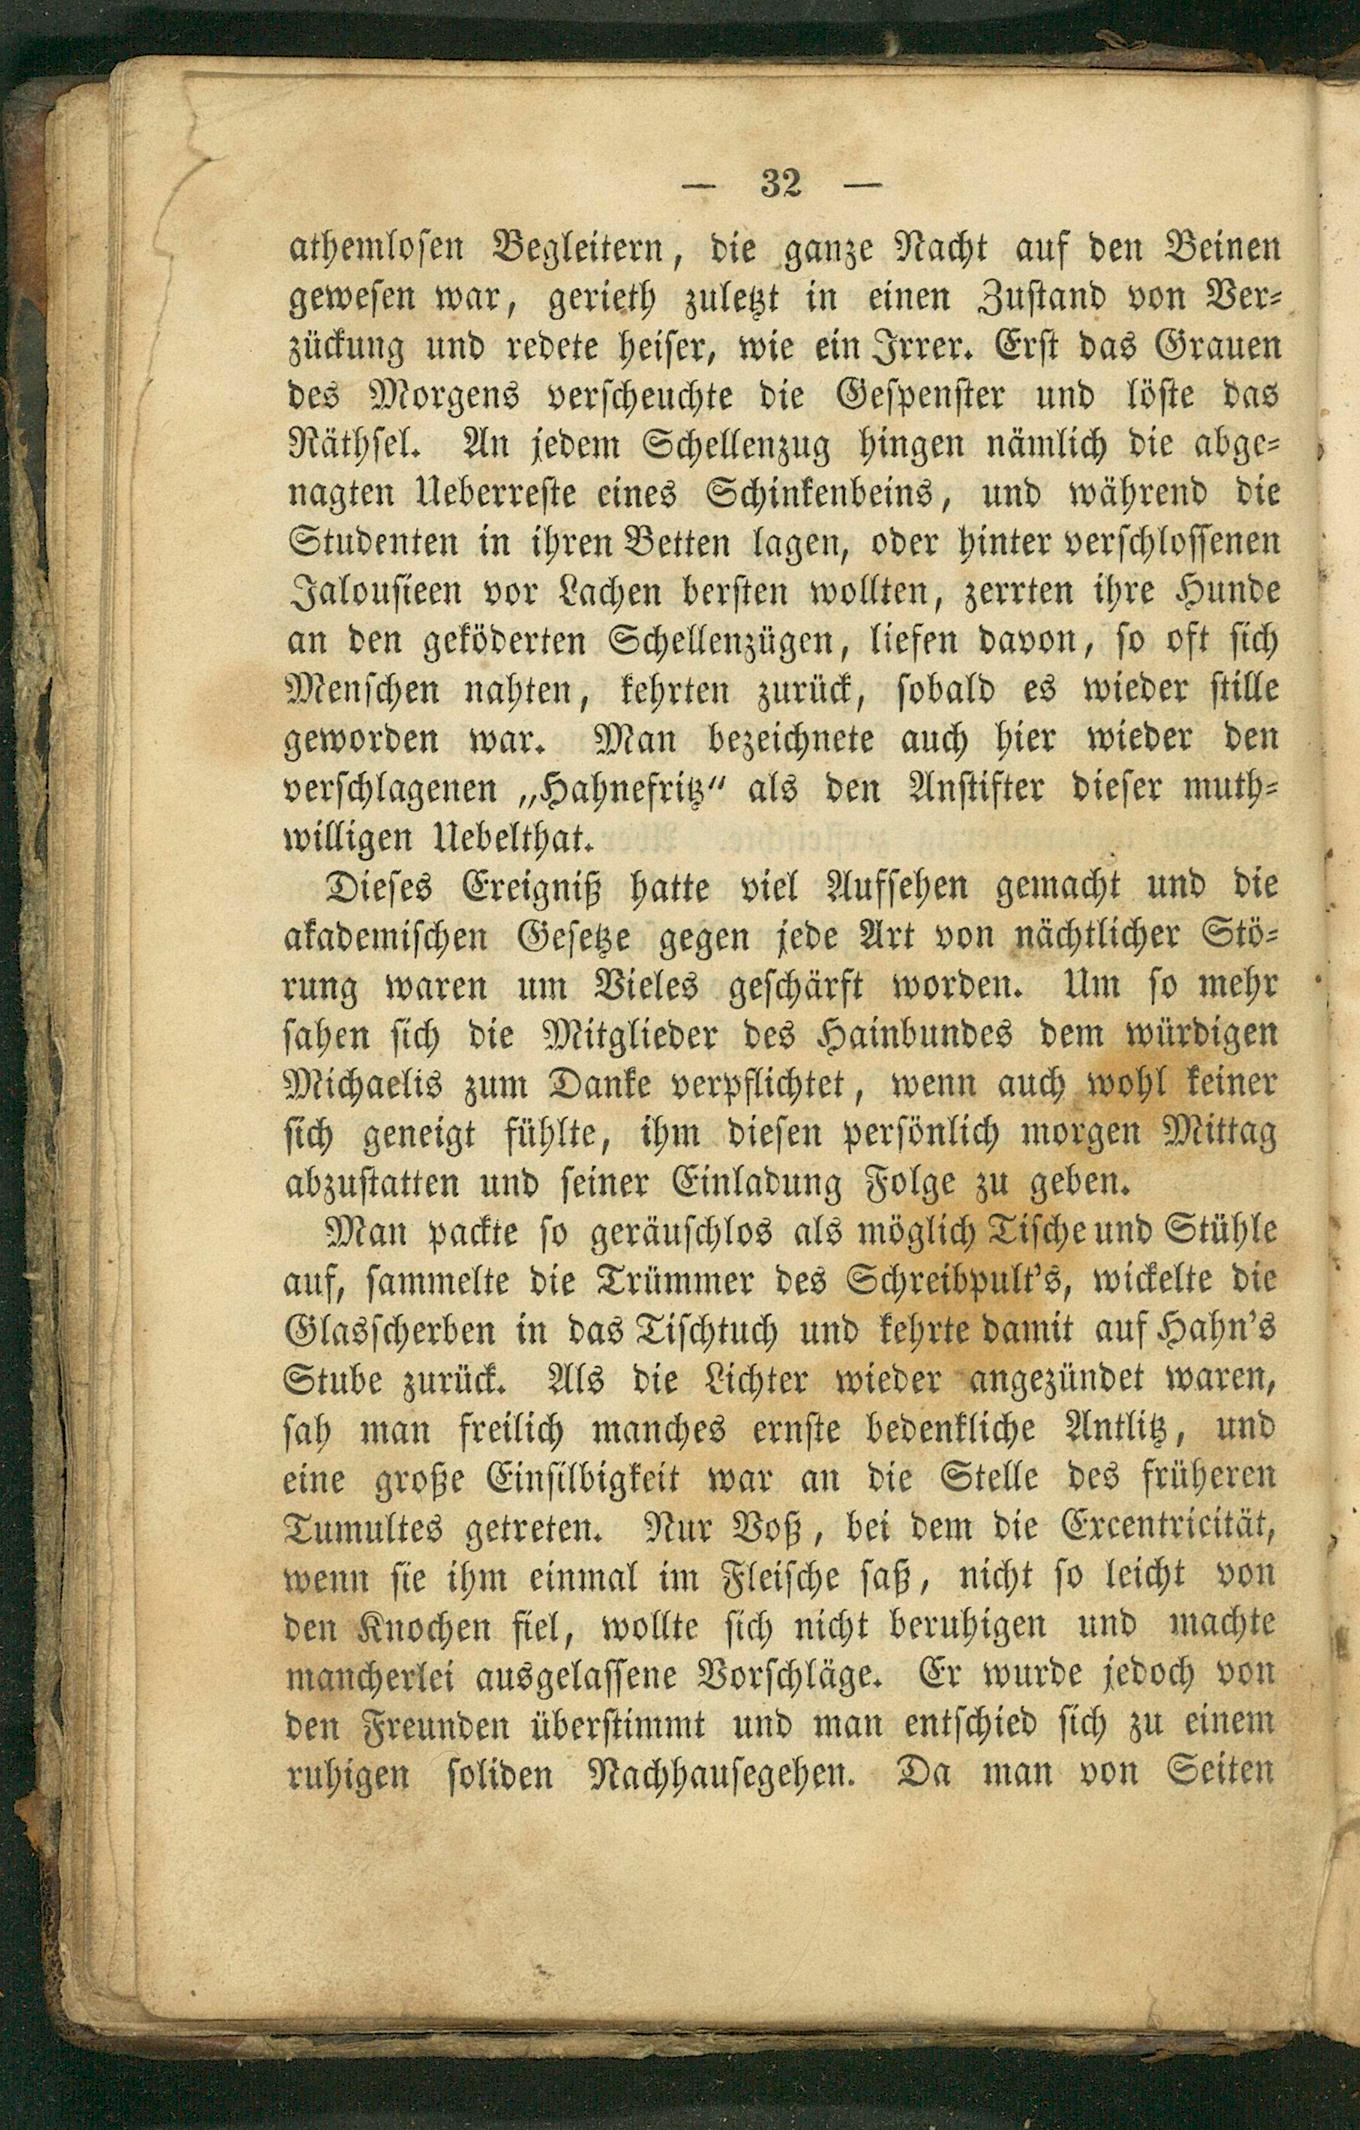 — 32 —
athemlosen Begleitern, die ganze Nacht auf den Beinen
gewesen war, gerieth zuletzt in einen Zustand von Ver-
zückung und redete heiser, wie ein Irrer. Erst das Grauen
des Morgens verscheuchte die Gespenster und löste das
Räthsel. An jedem Schellenzug hingen nämlich die abge-
nagten Ueberreste eines Schinkenbeins, und während die
Studenten in ihren Betten lagen, oder hinter verschlossenen
Jalousieen vor Lachen bersten wollten, zerrten ihre Hunde
an den geköderten Schellenzügen, liefen davon, so oft sich
Menschen nahten, kehrten zurück, sobald es wieder stille
geworden war. Man bezeichnete auch hier wieder den
verschlagenen „Hahnefritz“ als den Anstifter dieser muth-
willigen Uebelthat.
Dieses Ereigniß hatte viel Aufsehen gemacht und die
akademischen Gesetze gegen jede Art von nächtlicher Stö-
rung waren um Vieles geschärft worden. Um so mehr
sahen sich die Mitglieder des Hainbundes dem würdigen
Michaelis zum Danke verpflichtet, wenn auch wohl keiner
sich geneigt fühlte, ihm diesen persönlich morgen Mittag
abzustatten und seiner Einladung Folge zu geben.
Man packte so geräuschlos als möglich Tische und Stühle
auf, sammelte die Trümmer des Schreibpult's, wickelte die
Glasscherben in das Tischtuch und kehrte damit auf Hahn's
Stube zurück. Als die Lichter wieder angezündet waren,
sah man freilich manches ernste bedenkliche Antlitz, und
eine große Einsilbigkeit war an die Stelle des früheren
Tumultes getreten. Nur Voß, bei dem die Excentricität,
wenn sie ihm einmal im Fleische saß, nicht so leicht von
den Knochen fiel, wollte sich nicht beruhigen und machte
mancherlei ausgelassene Vorschläge. Er wurde jedoch von
den Freunden überstimmt und man entschied sich zu einem
ruhigen soliden Nachhausegehen. Da man von Seiten